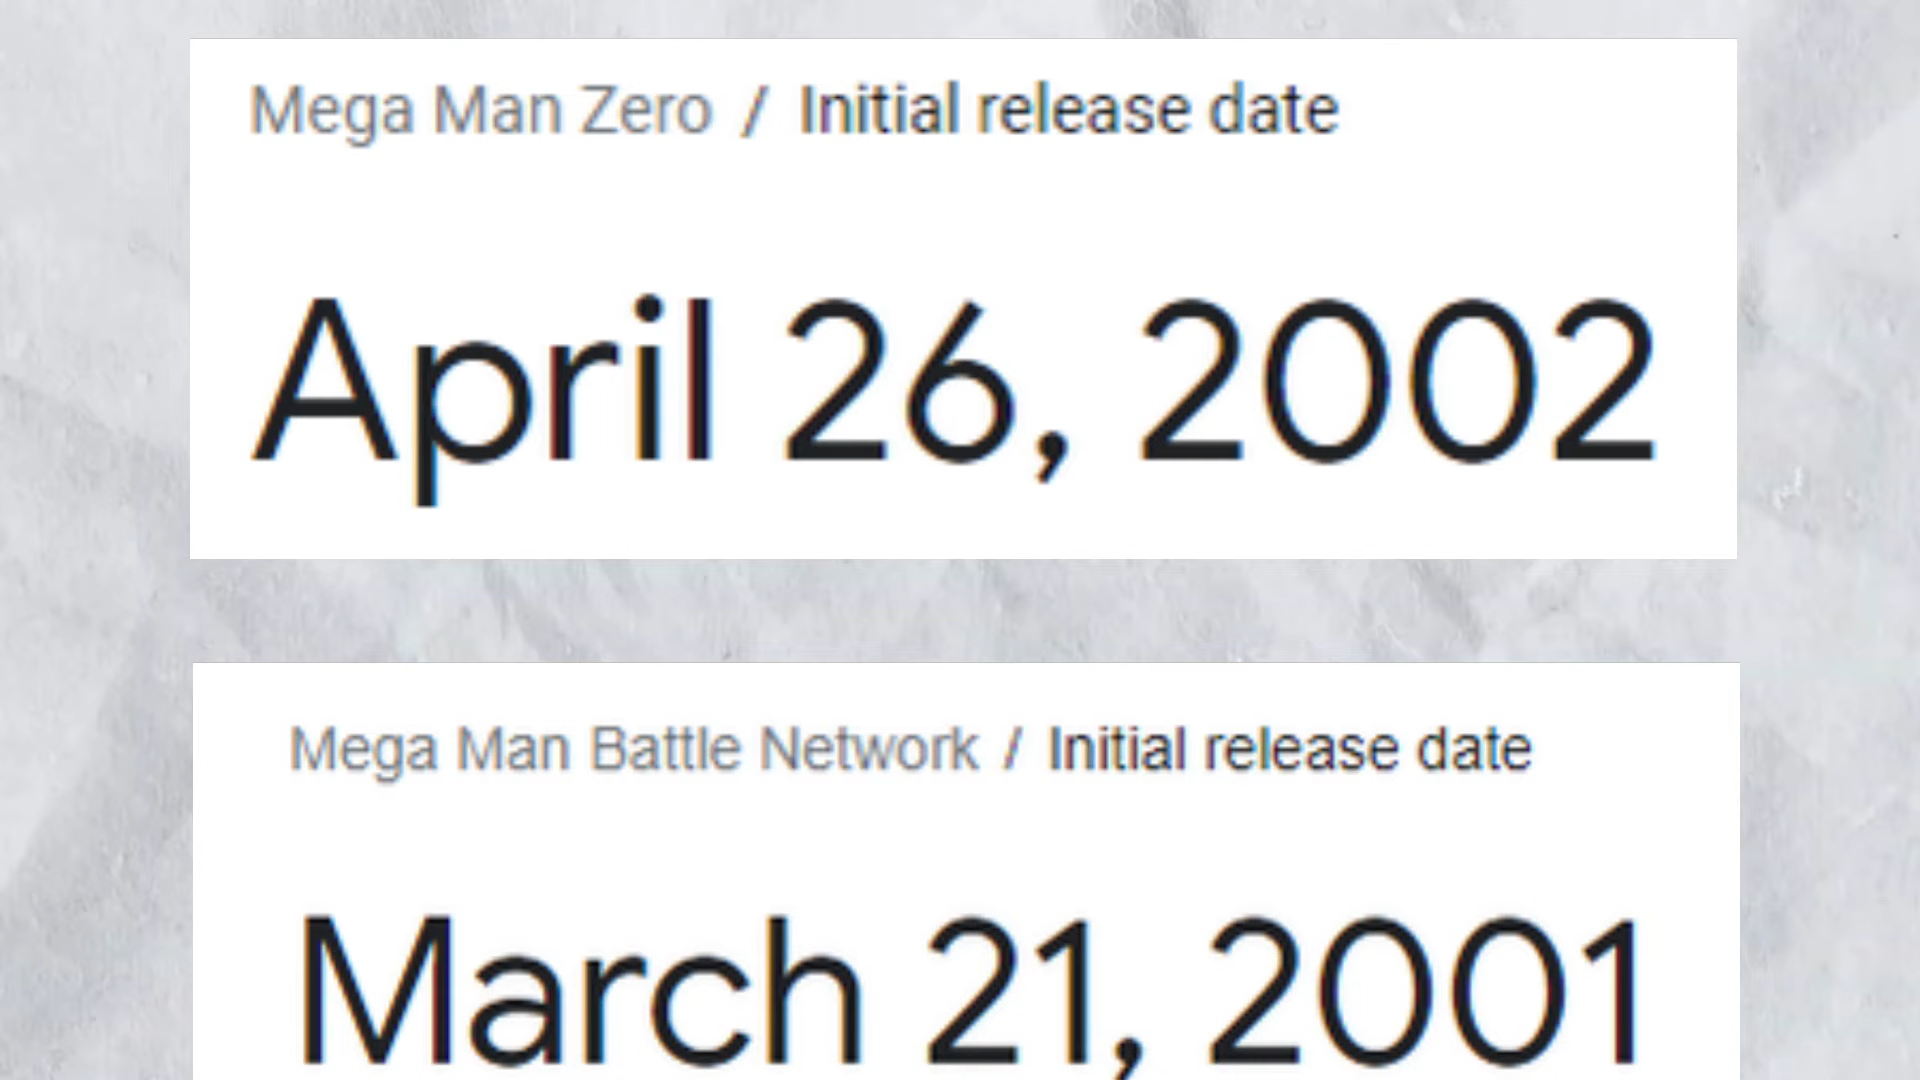 Mega Man Zero / Initial release date
April 26, 2002
Mega Man Battle Network / Initial release date
March 21, 2001